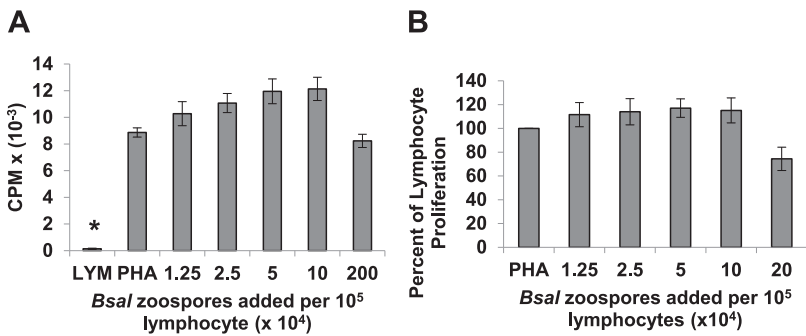 A
CPM x (10⁻³)
14
12
10
8
6
4
2
0
*
LYM PHA 1.25 2.5 5 10 200
Bsal zoospores added per 10⁵
lymphocyte (x 10⁴)
B
Percent of Lymphocyte
Proliferation
140
120
100
80
60
40
20
0
PHA 1.25 2.5 5 10 20
Bsal zoospores added per 10⁵
lymphocytes (x10⁴)